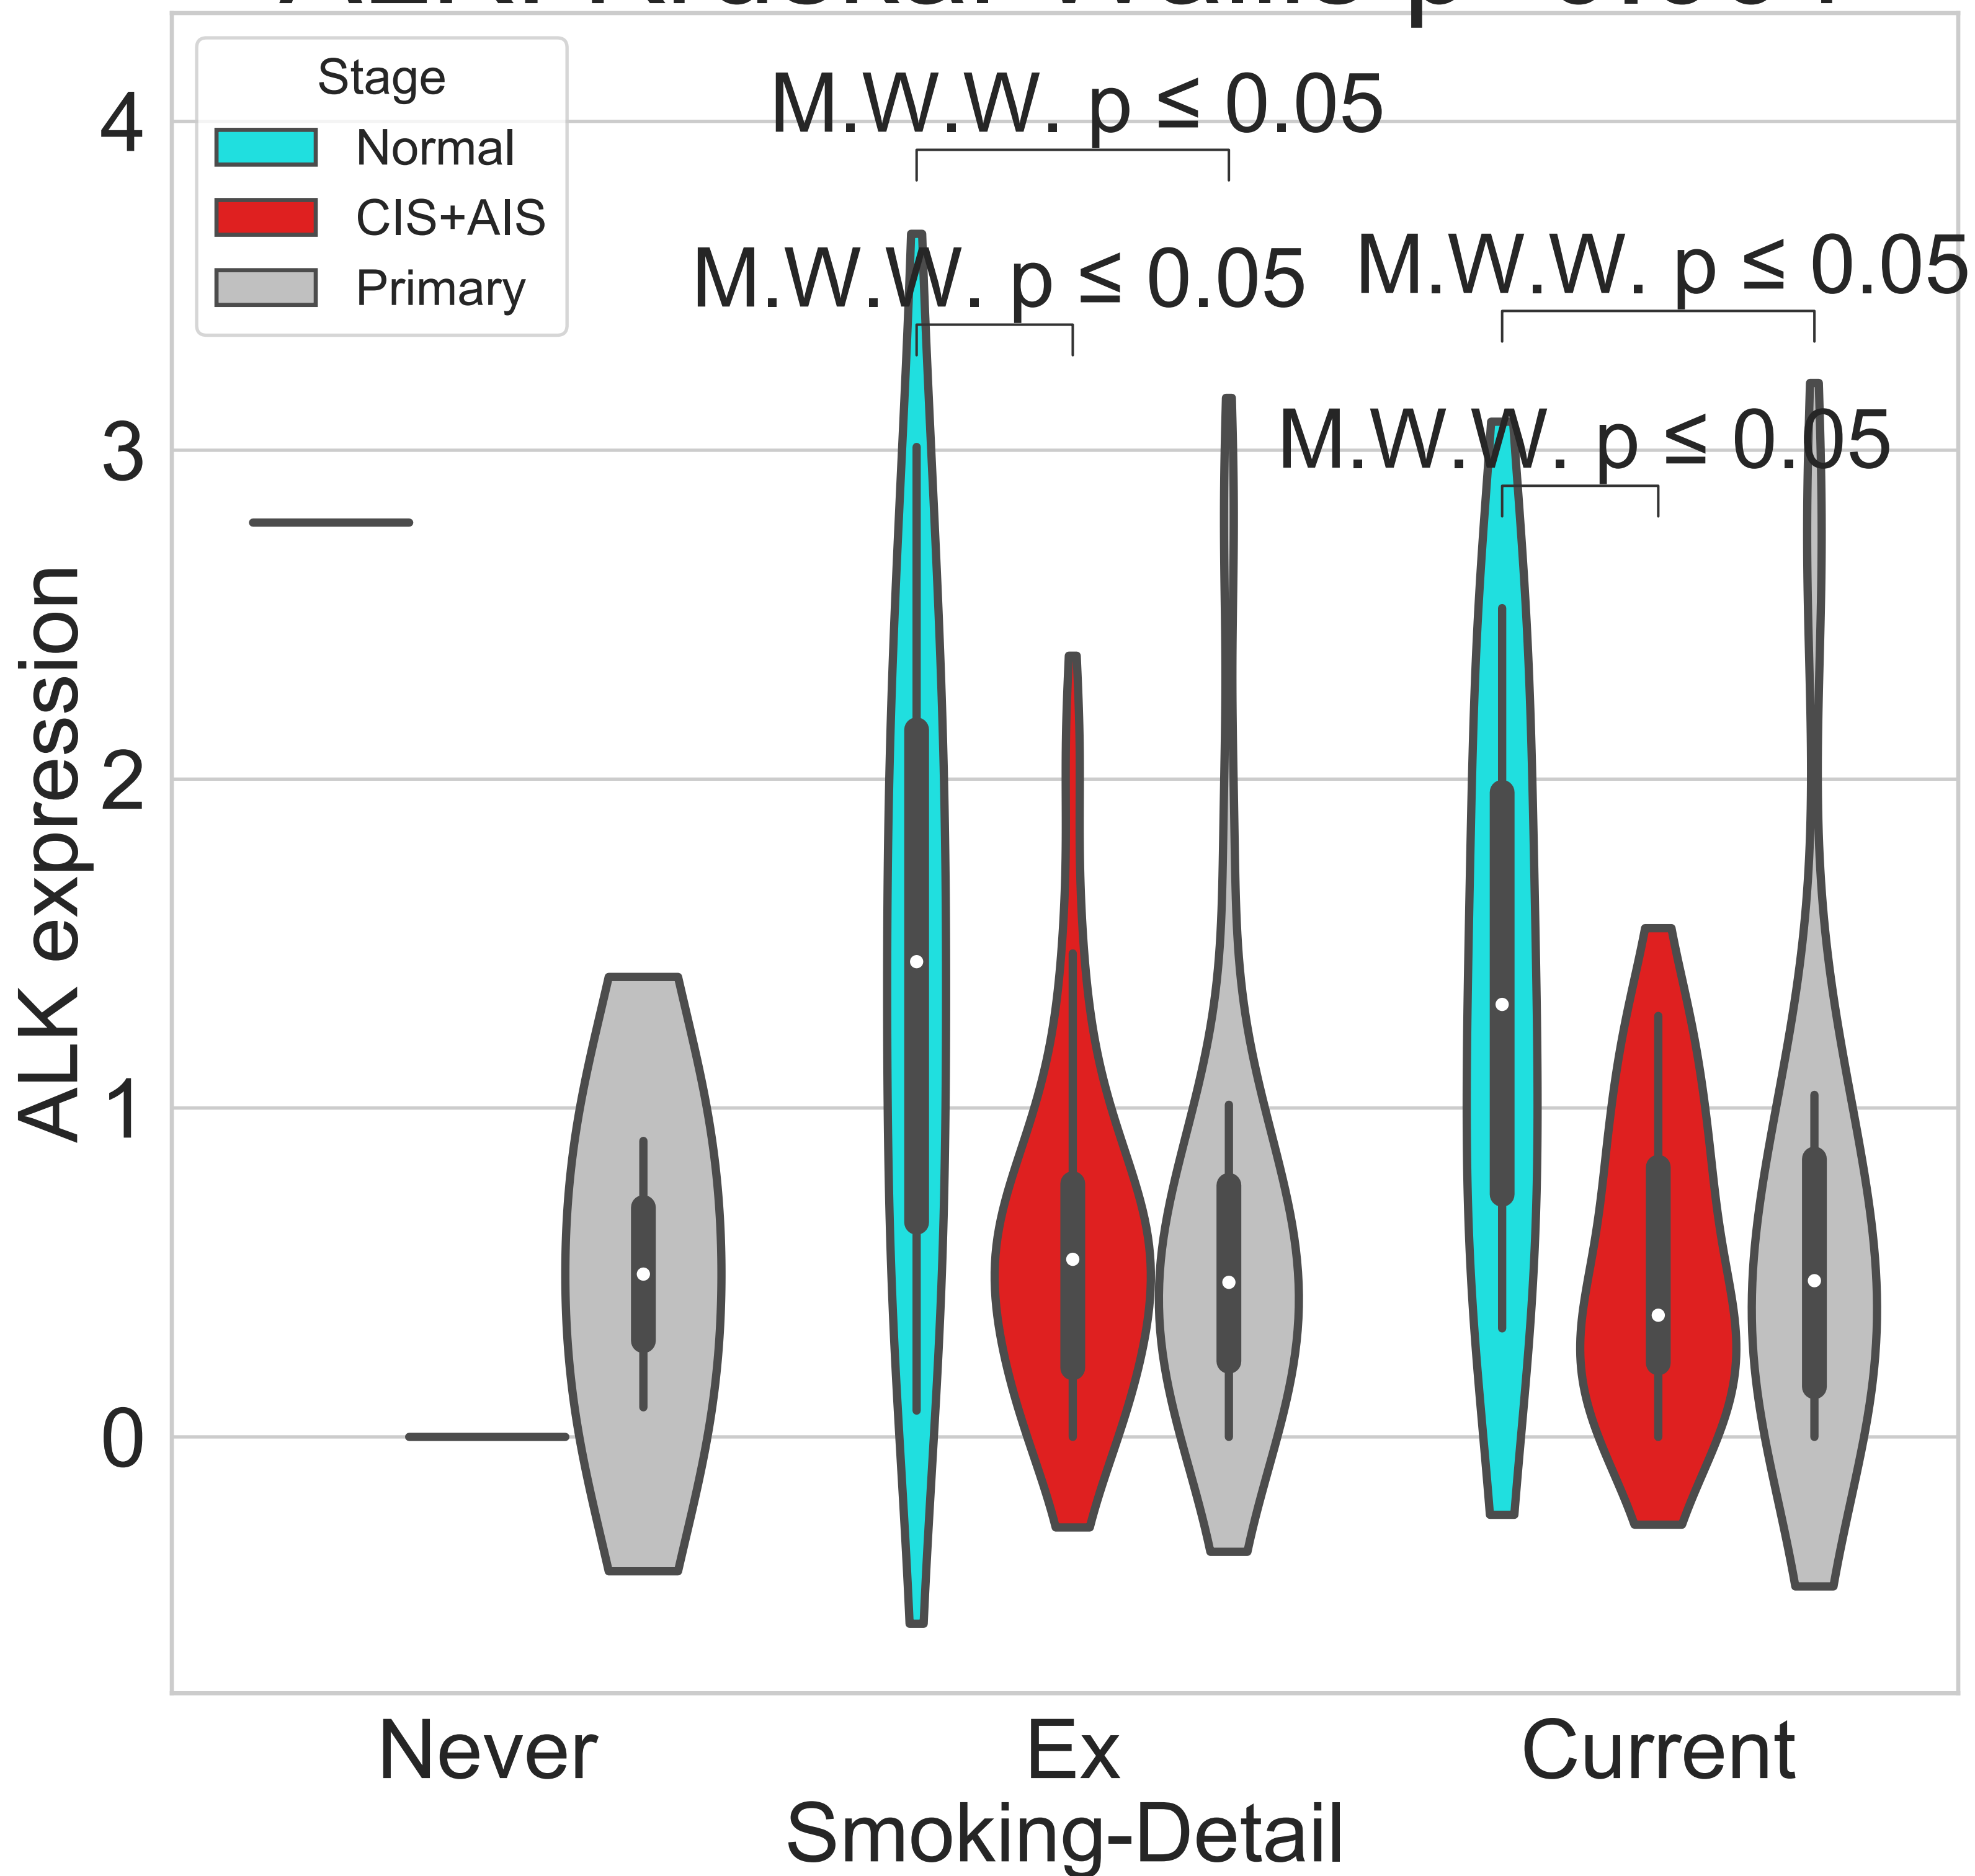 Stage
Normal
CIS+AIS
Primary
M.W.W. p ≤ 0.05
M.W.W. p ≤ 0.05
M.W.W. p ≤ 0.05
M.W.W. p ≤ 0.05
4
3
2
1
0
ALK expression
Never
Ex
Current
Smoking-Detail